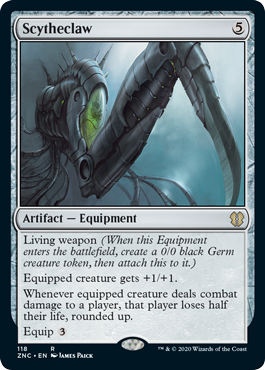 Scytheclaw 5
Artifact — Equipment
Living weapon (When this Equipment
enters the battlefield, create a 0/0 black Germ
creature token, then attach this to it.)
Equipped creature gets +1/+1.
Whenever equipped creature deals combat
damage to a player, that player loses half
their life, rounded up.
Equip 3
118 R
ZNC • EN James Paick
™ & © 2020 Wizards of the Coast